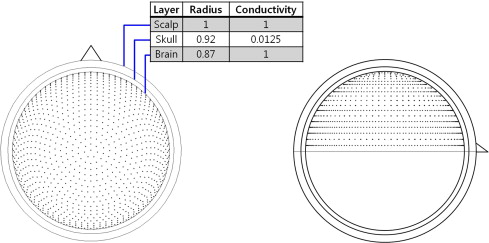 Layer Radius Conductivity
Scalp 1 1
Skull 0.92 0.0125
Brain 0.87 1